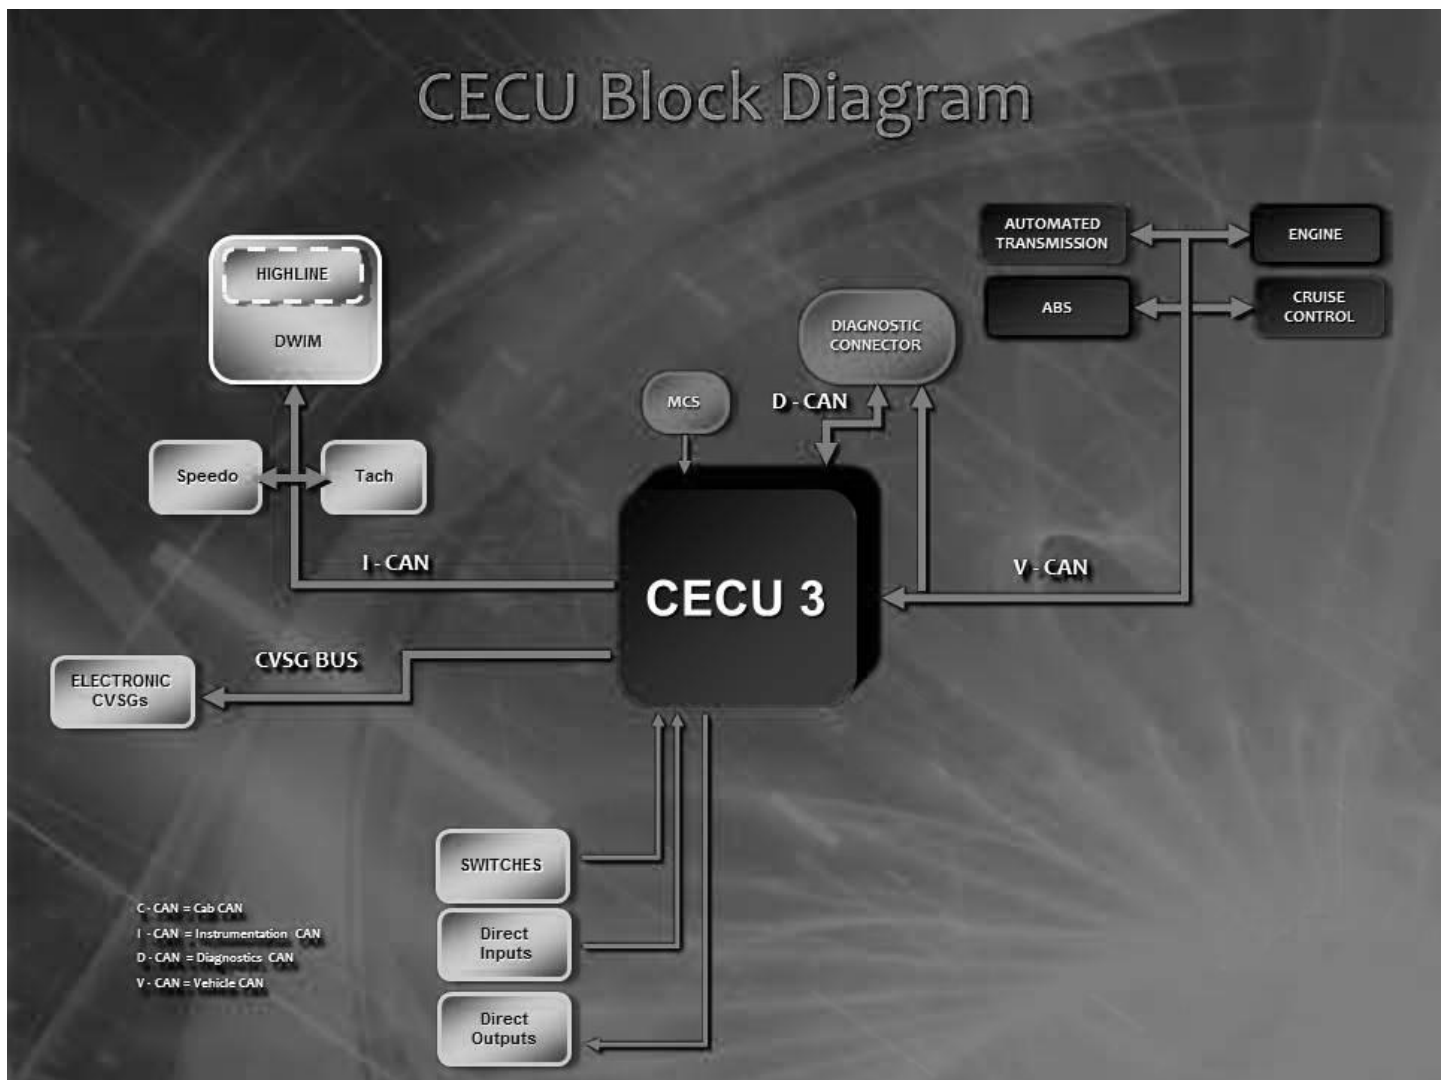 CECU Block Diagram
AUTOMATED
TRANSMISSION
ENGINE
HIGHLINE
DWIM
DIAGNOSTIC
CONNECTOR
ABS
CRUISE
CONTROL
MCS
D - CAN
Speedo
Tach
I - CAN
V - CAN
CECU 3
CVSG BUS
ELECTRONIC
CVSGs
SWITCHES
Direct
Inputs
Direct
Outputs
C - CAN = Cab CAN
I - CAN = Instrumentation CAN
D - CAN = Diagnostics CAN
V - CAN = Vehicle CAN